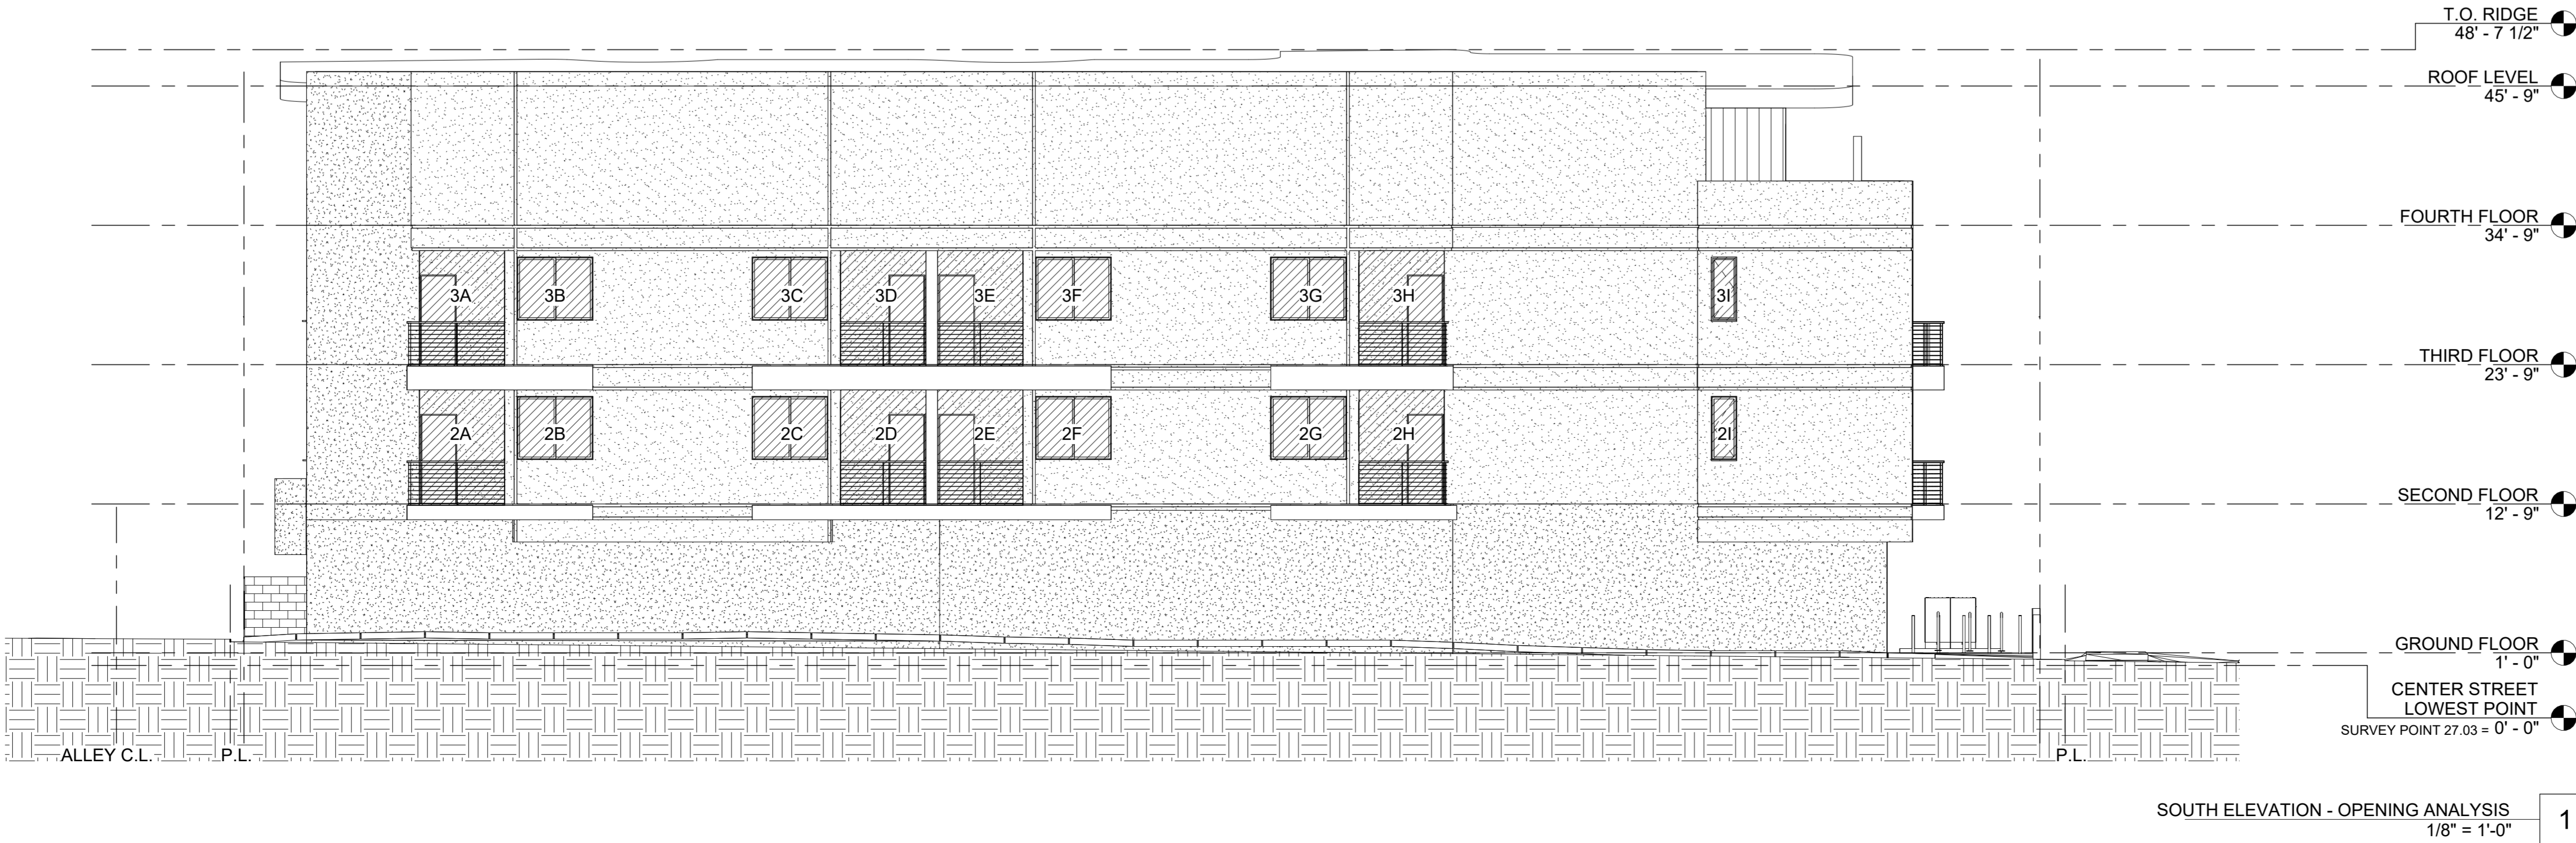 T.O. RIDGE
48' - 7 1/2"
ROOF LEVEL
45' - 9"
FOURTH FLOOR
34' - 9"
3A 3B 3C 3D 3E 3F 3G 3H 3I
THIRD FLOOR
23' - 9"
2A 2B 2C 2D 2E 2F 2G 2H 2I
SECOND FLOOR
12' - 9"
GROUND FLOOR
1' - 0"
CENTER STREET
LOWEST POINT
SURVEY POINT 27.03 = 0' - 0"
ALLEY C.L. P.L. P.L.
SOUTH ELEVATION - OPENING ANALYSIS 1
1/8" = 1'-0"